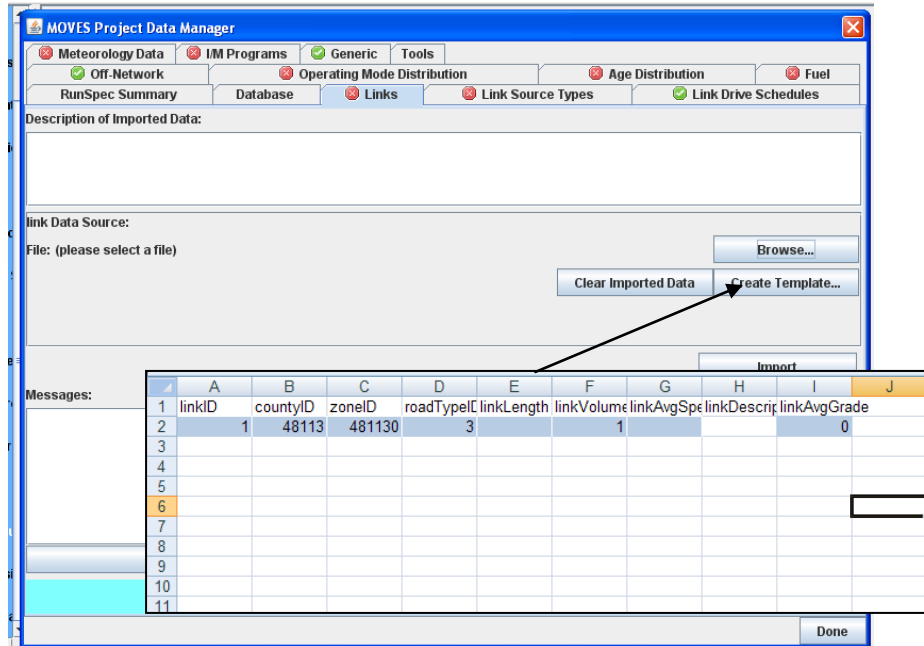 MOVES Project Data Manager
Meteorology Data I/M Programs Generic Tools
Off-Network Operating Mode Distribution Age Distribution Fuel
RunSpec Summary Database Links Link Source Types Link Drive Schedules
Description of Imported Data:
link Data Source:
File: (please select a file)
Browse...
Clear Imported Data Create Template...
Import
Messages:
A B C D E F G H I J
1 linkID countyID zoneID roadTypeI linkLength linkVolume linkAvgSpe linkDescrip linkAvgGrade
2 1 48113 481130 3 1 0
3
4
5
6
7
8
9
10
11
Done